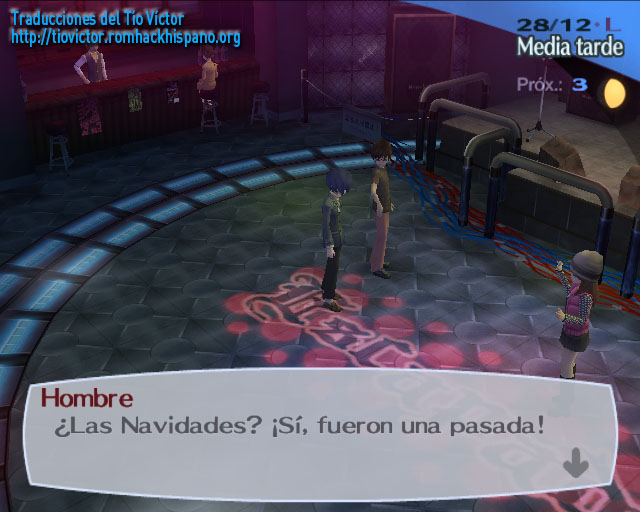 Traducciones del Tio Victor
http://tiovictor.romhackhispano.org
28/12 · L
Media tarde
Próx.: 3
Hombre
¿Las Navidades? ¡Sí, fueron una pasada!